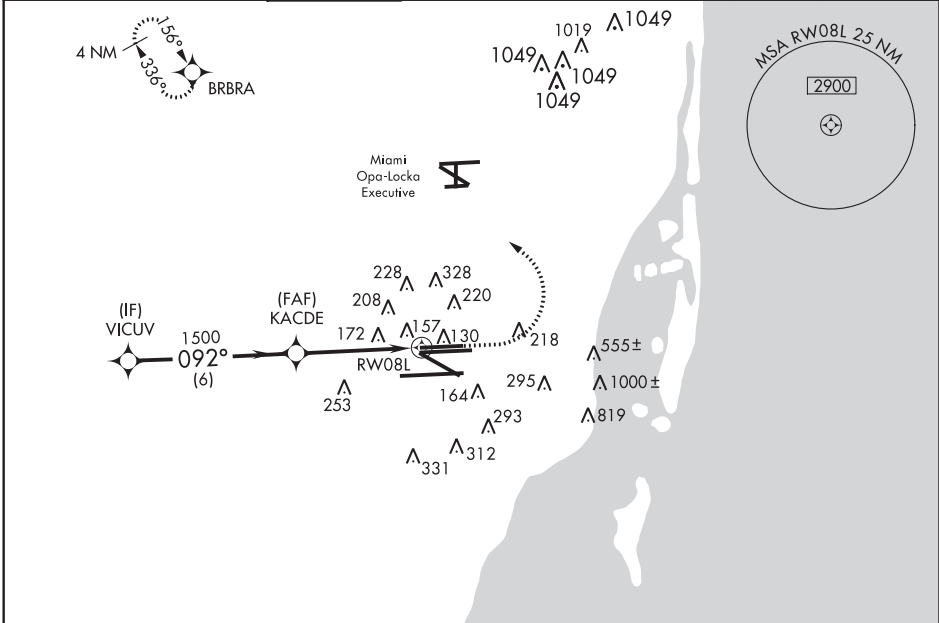 1049
1019
156°
4 NM
336°
BRBRA
1049
1049
1049
MSA RW08L 25 NM
2900
Miami
Opa-Locka
Executive
228
328
208
220
(IF)
VICUV
(FAF)
KACDE
1500
092°
(6)
172
157
130
218
RW08L
555±
253
164
295
1000±
293
819
312
331